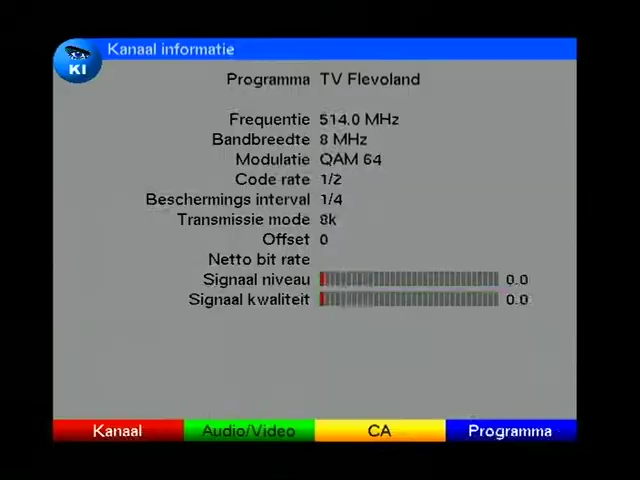 KI
Kanaal informatie
Programma TV Flevoland
Frequentie 514.0 MHz
Bandbreedte 8 MHz
Modulatie QAM 64
Code rate 1/2
Beschermings interval 1/4
Transmissie mode 8k
Offset 0
Netto bit rate
Signaal niveau 0.0
Signaal kwaliteit 0.0
Kanaal Audio/Video CA Programma